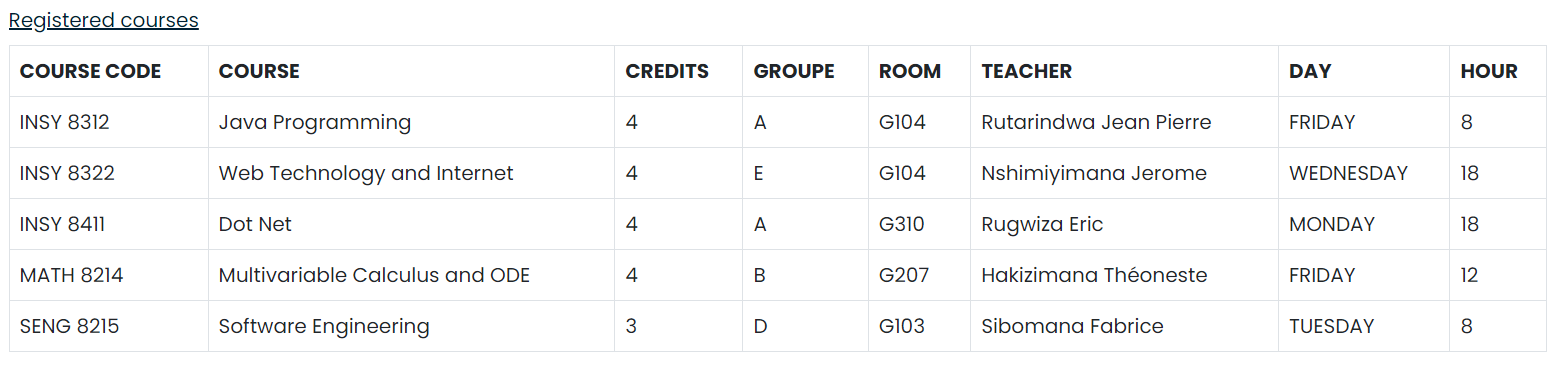 Registered courses
COURSE CODE COURSE CREDITS GROUPE ROOM TEACHER DAY HOUR
INSY 8312 Java Programming 4 A G104 Rutarindwa Jean Pierre FRIDAY 8
INSY 8322 Web Technology and Internet 4 E G104 Nshimiyimana Jerome WEDNESDAY 18
INSY 8411 Dot Net 4 A G310 Rugwiza Eric MONDAY 18
MATH 8214 Multivariable Calculus and ODE 4 B G207 Hakizimana Théoneste FRIDAY 12
SENG 8215 Software Engineering 3 D G103 Sibomana Fabrice TUESDAY 8